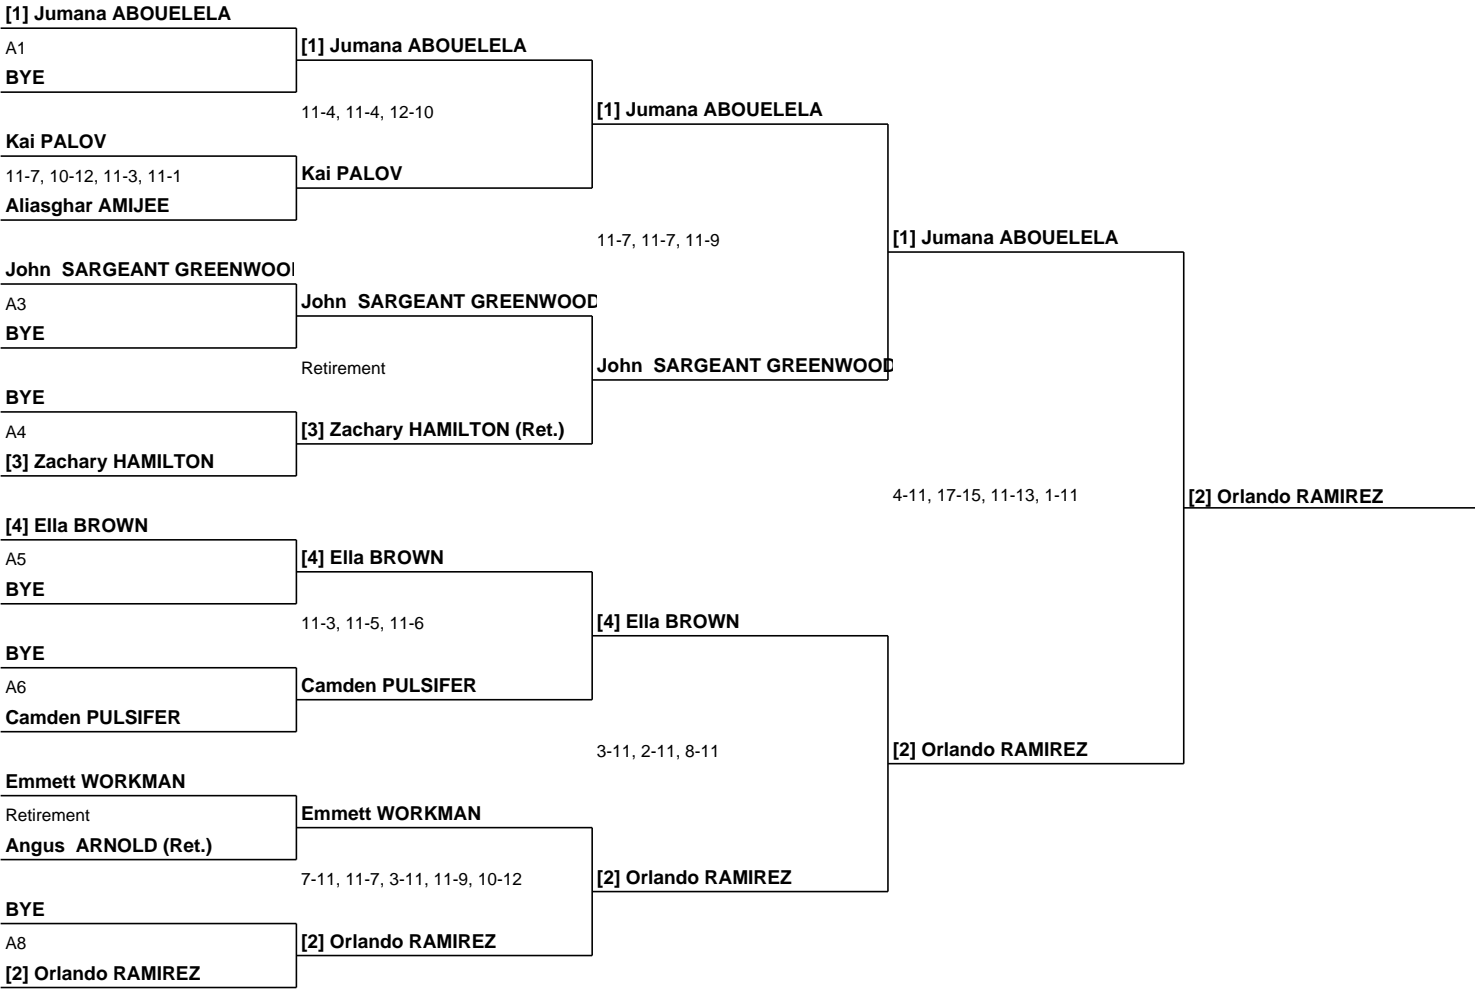 [1] Jumana ABOUELELA
A1
BYE
Kai PALOV
11-7, 10-12, 11-3, 11-1
Aliasghar AMIJEE
John  SARGEANT GREENWOO
A3
BYE
BYE
A4
[3] Zachary HAMILTON
[4] Ella BROWN
A5
BYE
BYE
A6
Camden PULSIFER
Emmett WORKMAN
Retirement
Angus  ARNOLD (Ret.)
BYE
A8
[2] Orlando RAMIREZ
[1] Jumana ABOUELELA
11-4, 11-4, 12-10
Kai PALOV
John  SARGEANT GREENWOOD
Retirement
[3] Zachary HAMILTON (Ret.)
[4] Ella BROWN
11-3, 11-5, 11-6
Camden PULSIFER
Emmett WORKMAN
7-11, 11-7, 3-11, 11-9, 10-12
[2] Orlando RAMIREZ
[1] Jumana ABOUELELA
11-7, 11-7, 11-9
John  SARGEANT GREENWOOD
[4] Ella BROWN
3-11, 2-11, 8-11
[2] Orlando RAMIREZ
[1] Jumana ABOUELELA
4-11, 17-15, 11-13, 1-11
[2] Orlando RAMIREZ
[2] Orlando RAMIREZ